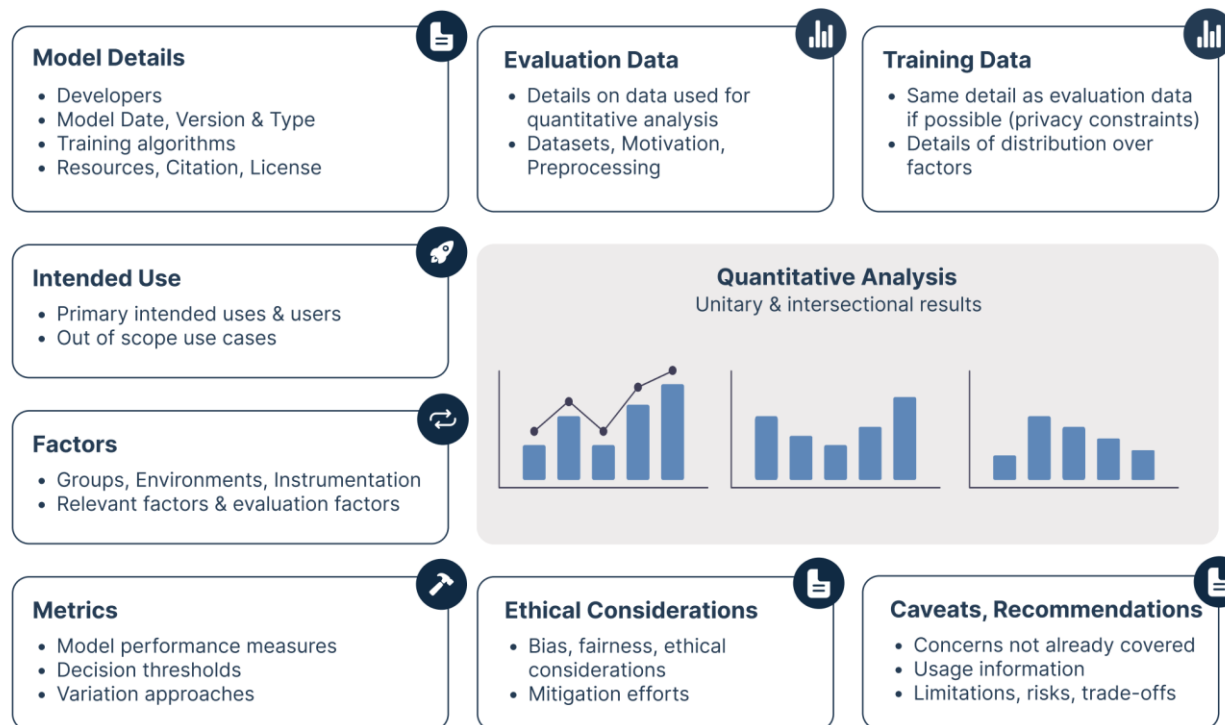 Model Details
• Developers
• Model Date, Version & Type
• Training algorithms
• Resources, Citation, License
Evaluation Data
• Details on data used for
quantitative analysis
• Datasets, Motivation,
Preprocessing
Training Data
• Same detail as evaluation data
if possible (privacy constraints)
• Details of distribution over
factors
Intended Use
• Primary intended uses & users
• Out of scope use cases
Quantitative Analysis
Unitary & intersectional results
Factors
• Groups, Environments, Instrumentation
• Relevant factors & evaluation factors
Metrics
• Model performance measures
• Decision thresholds
• Variation approaches
Ethical Considerations
• Bias, fairness, ethical
considerations
• Mitigation efforts
Caveats, Recommendations
• Concerns not already covered
• Usage information
• Limitations, risks, trade-offs